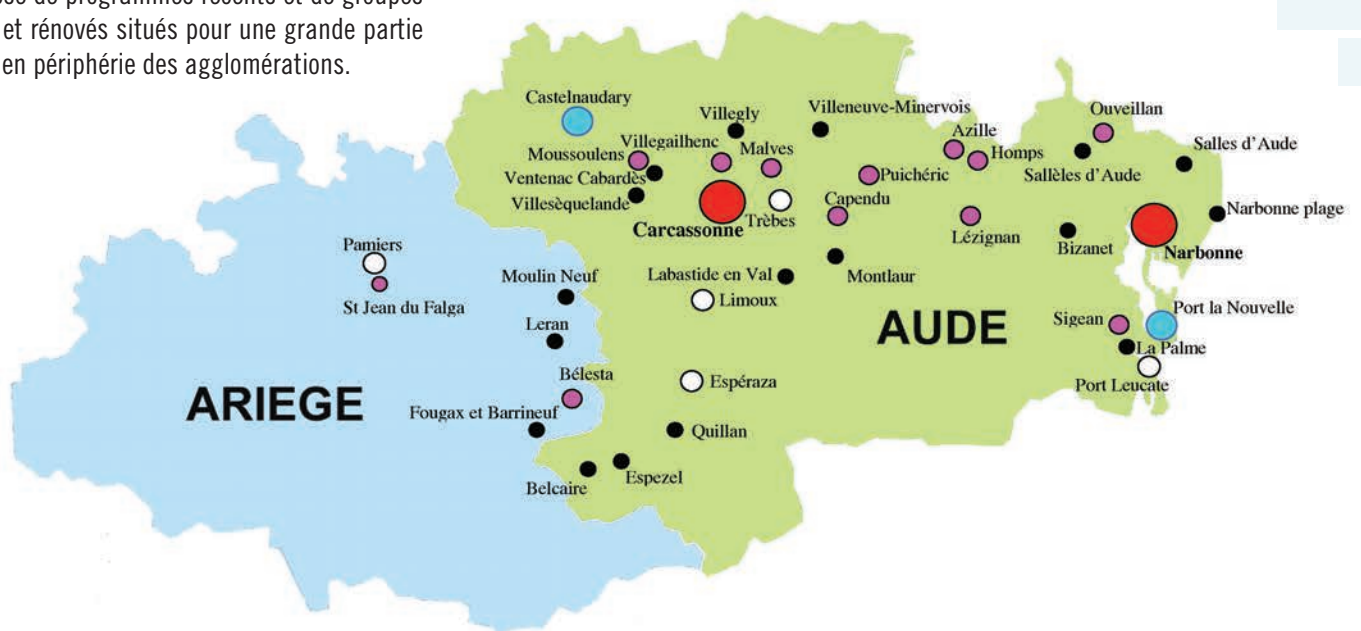 et rénovés situés pour une grande partie
en périphérie des agglomérations.
Castelnaudary
Villegly
Villeneuve-Minervois
Ouveillan
Azille
Villegailhenc
Malves
Homps
Salles d'Aude
Moussoulens
Ventenac Cabardès
Puichéric
Sallèles d'Aude
Villesèquelande
Capendu
Trèbes
Narbonne plage
Carcassonne
Lézignan
Bizanet
Narbonne
Pamiers
Moulin Neuf
Labastide en Val
Montlaur
St Jean du Falga
Limoux
Port la Nouvelle
Sigean
Leran
AUDE
La Palme
Bélesta
Espéraza
Port Leucate
ARIEGE
Fougax et Barrineuf
Quillan
Espezel
Belcaire